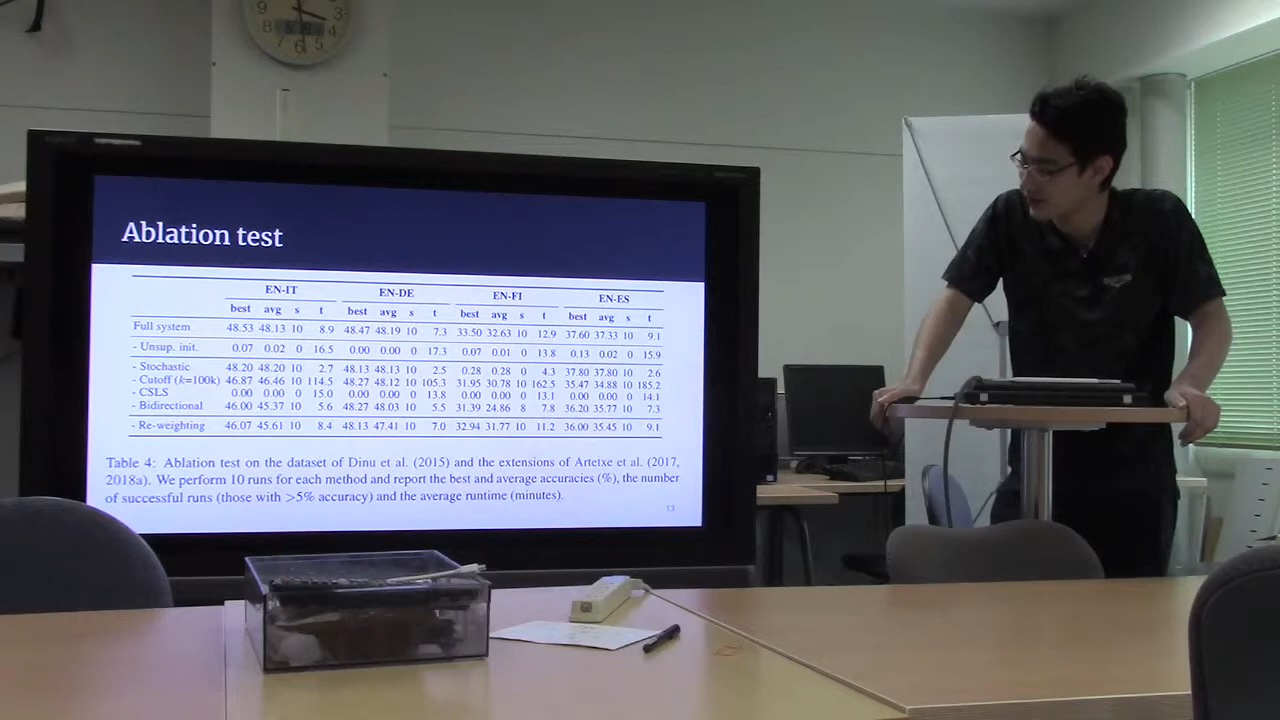 9 3
8 4
7 6 5
Ablation test
EN-IT EN-DE EN-FI EN-ES
best avg s t best avg s t best avg s t best avg s t
Full system 48.53 48.13 10 8.9 48.47 48.19 10 7.3 33.50 32.63 10 12.9 37.60 37.33 10 9.1
- Unsup. init. 0.07 0.02 0 16.5 0.00 0.00 0 17.3 0.07 0.01 0 13.8 0.13 0.02 0 15.9
- Stochastic 48.20 48.20 10 2.7 48.13 48.13 10 2.5 0.28 0.28 0 4.3 37.80 37.80 10 2.6
- Cutoff (k=100k) 46.87 46.46 10 114.5 48.27 48.12 10 105.3 31.95 30.78 10 162.5 35.47 34.88 10 185.2
- CSLS 0.00 0.00 0 15.0 0.00 0.00 0 13.8 0.00 0.00 0 13.1 0.00 0.00 0 14.1
- Bidirectional 46.00 45.37 10 5.6 48.27 48.03 10 5.5 31.39 24.86 8 7.8 36.20 35.77 10 7.3
- Re-weighting 46.07 45.61 10 8.4 48.13 47.41 10 7.0 32.94 31.77 10 11.2 36.00 35.45 10 9.1
Table 4: Ablation test on the dataset of Dinu et al. (2015) and the extensions of Artetxe et al. (2017,
2018a). We perform 10 runs for each method and report the best and average accuracies (%), the number
of successful runs (those with >5% accuracy) and the average runtime (minutes).
13